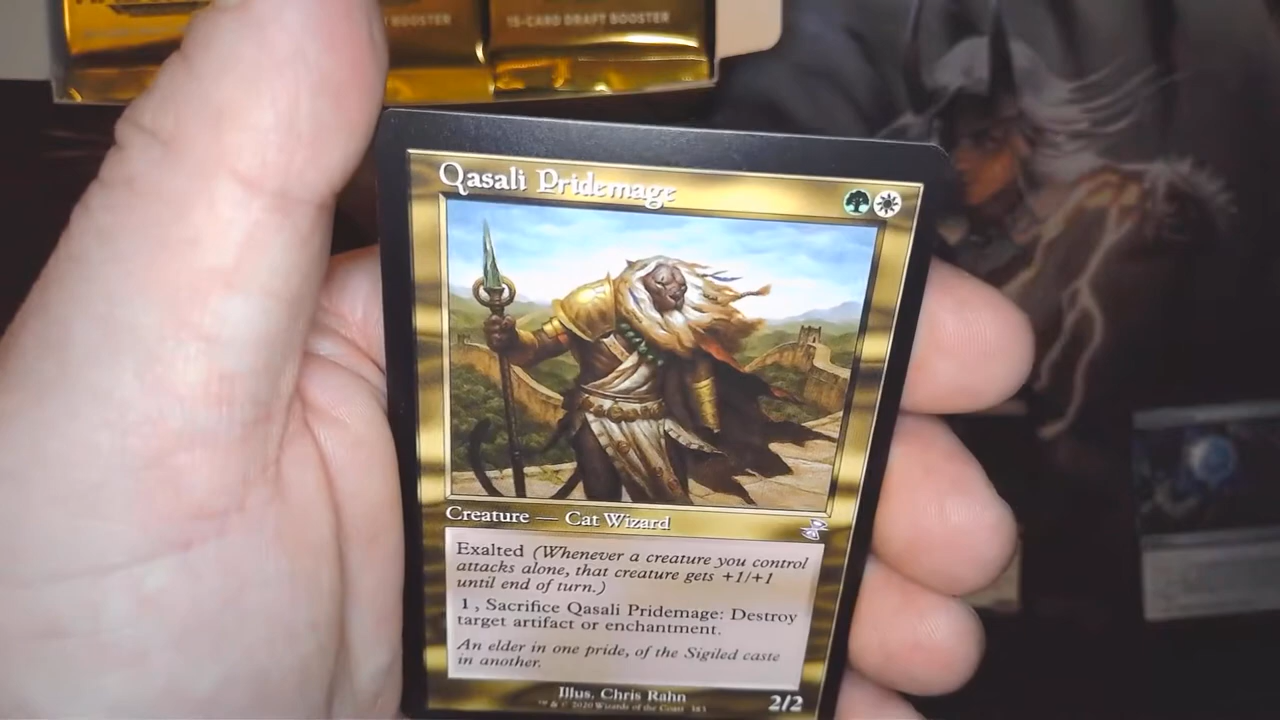 T BOOSTER
15-CARD DRAFT BOOSTER
Qasali Pridemage
Creature — Cat Wizard
Exalted (Whenever a creature you control
attacks alone, that creature gets +1/+1
until end of turn.)
1 , Sacrifice Qasali Pridemage: Destroy
target artifact or enchantment.
An elder in one pride, of the Sigiled caste
in another.
Illus. Chris Rahn
™ & © 2020 Wizards of the Coast
2/2